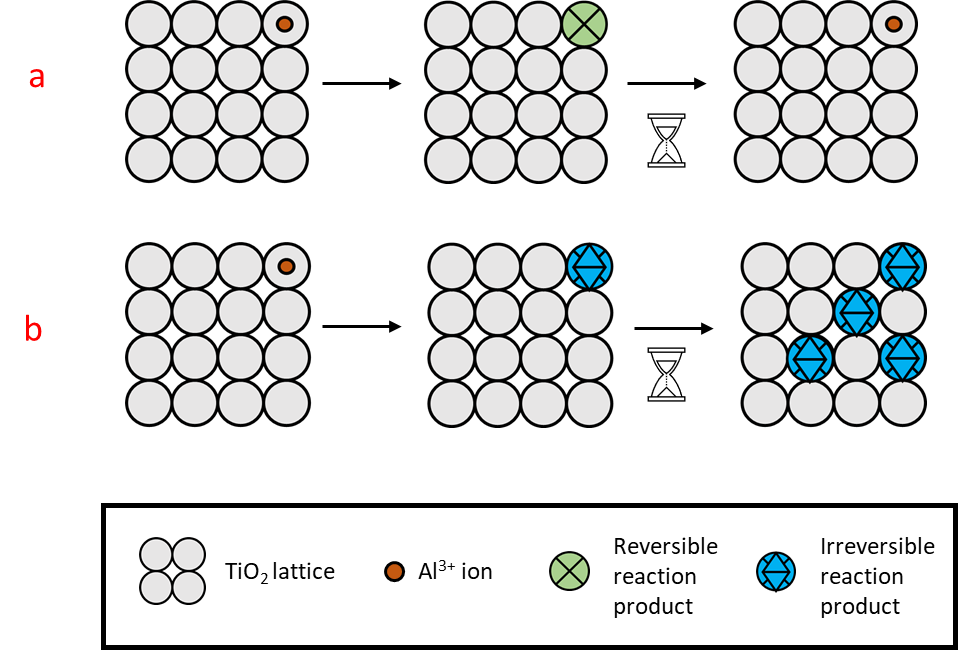 a
b
TiO₂ lattice
Al³⁺ ion
Reversible
reaction
product
Irreversible
reaction
product